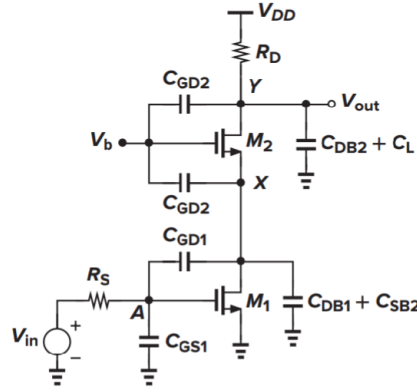 V_DD
R_D
C_GD2
Y
V_out
V_b
M_2
C_DB2 + C_L
C_GD2
X
C_GD1
R_S
A
M_1
C_DB1 + C_SB2
V_in
+
−
C_GS1